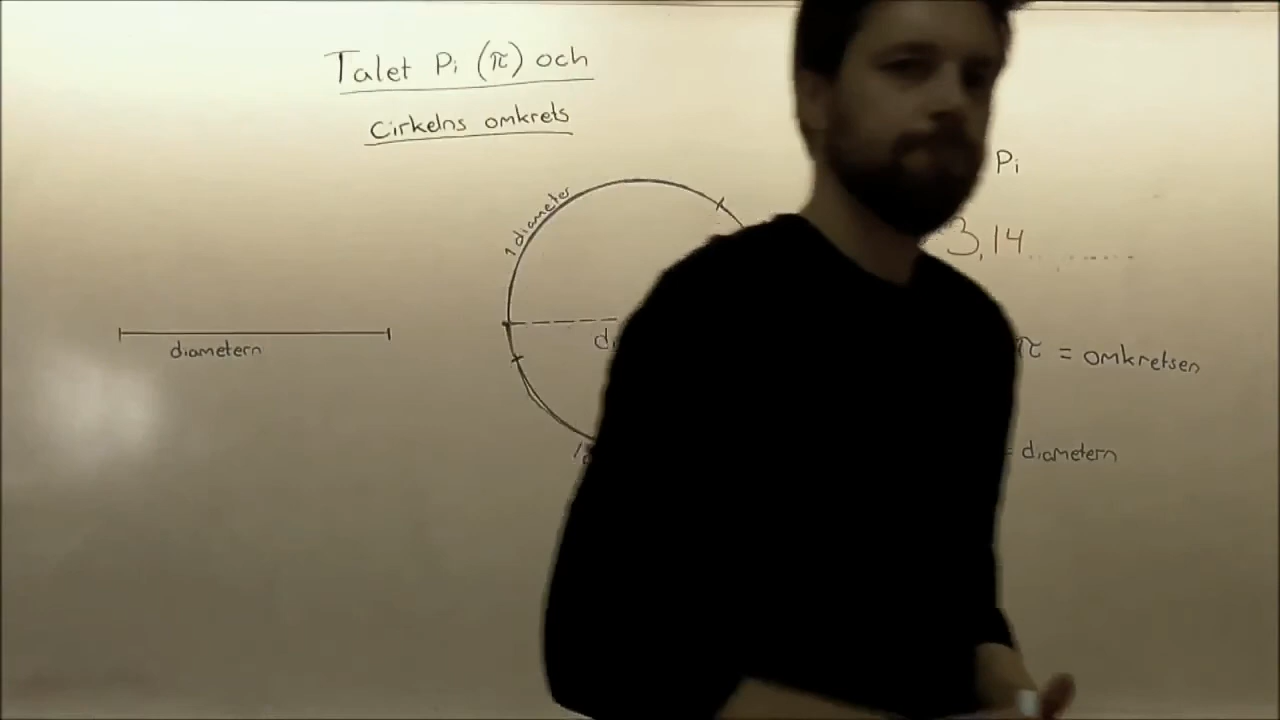 Talet Pi (π) och
Cirkelns omkrets
1 diameter
Pi
3,14........
diametern
π = omkretsen
= diametern